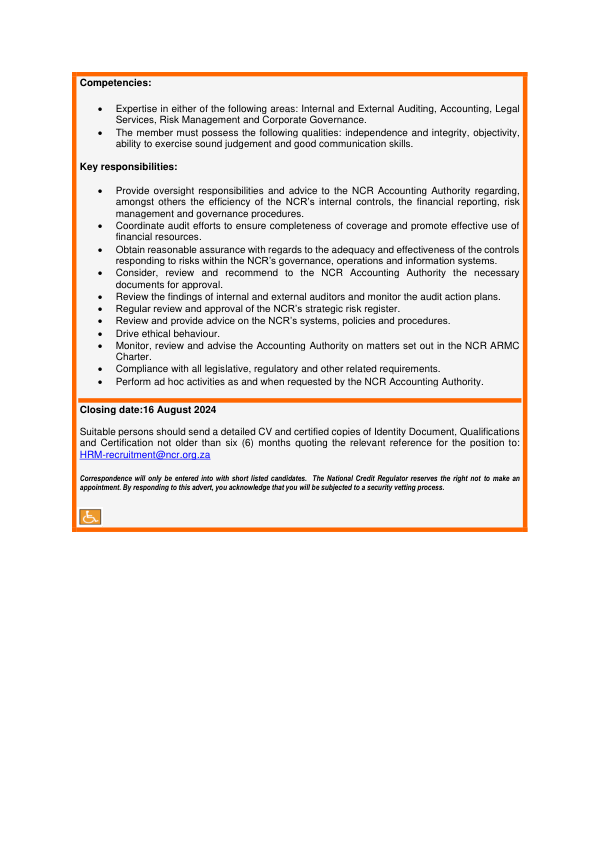 Competencies:
• Expertise in either of the following areas: Internal and External Auditing, Accounting, Legal
Services, Risk Management and Corporate Governance.
• The member must possess the following qualities: independence and integrity, objectivity,
ability to exercise sound judgement and good communication skills.
Key responsibilities:
• Provide oversight responsibilities and advice to the NCR Accounting Authority regarding,
amongst others the efficiency of the NCR's internal controls, the financial reporting, risk
management and governance procedures.
• Coordinate audit efforts to ensure completeness of coverage and promote effective use of
financial resources.
• Obtain reasonable assurance with regards to the adequacy and effectiveness of the controls
responding to risks within the NCR's governance, operations and information systems.
• Consider, review and recommend to the NCR Accounting Authority the necessary
documents for approval.
• Review the findings of internal and external auditors and monitor the audit action plans.
• Regular review and approval of the NCR's strategic risk register.
• Review and provide advice on the NCR's systems, policies and procedures.
• Drive ethical behaviour.
• Monitor, review and advise the Accounting Authority on matters set out in the NCR ARMC
Charter.
• Compliance with all legislative, regulatory and other related requirements.
• Perform ad hoc activities as and when requested by the NCR Accounting Authority.
Closing date:16 August 2024
Suitable persons should send a detailed CV and certified copies of Identity Document, Qualifications
and Certification not older than six (6) months quoting the relevant reference for the position to:
HRM-recruitment@ncr.org.za
Correspondence will only be entered into with short listed candidates. The National Credit Regulator reserves the right not to make an
appointment. By responding to this advert, you acknowledge that you will be subjected to a security vetting process.